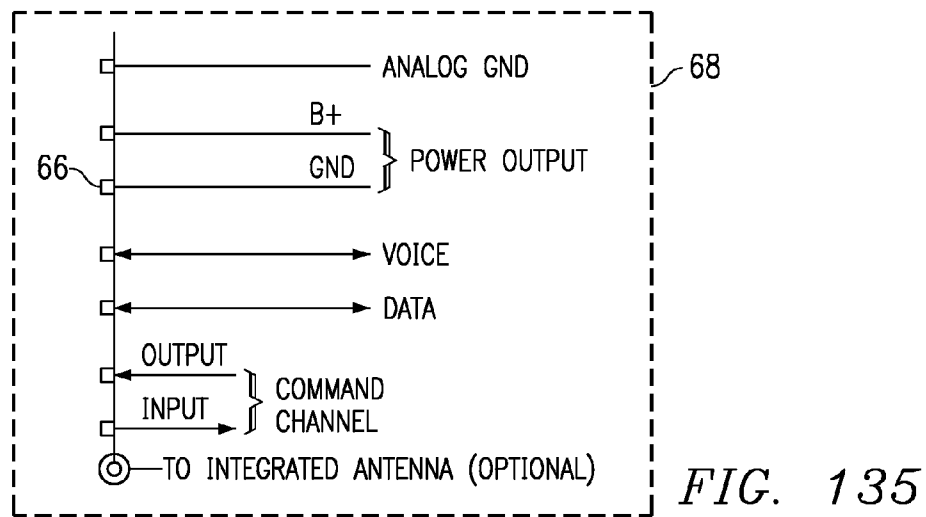 ANALOG GND
68
B+
POWER OUTPUT
66
GND
VOICE
DATA
OUTPUT
COMMAND
CHANNEL
INPUT
TO INTEGRATED ANTENNA (OPTIONAL)
FIG. 135